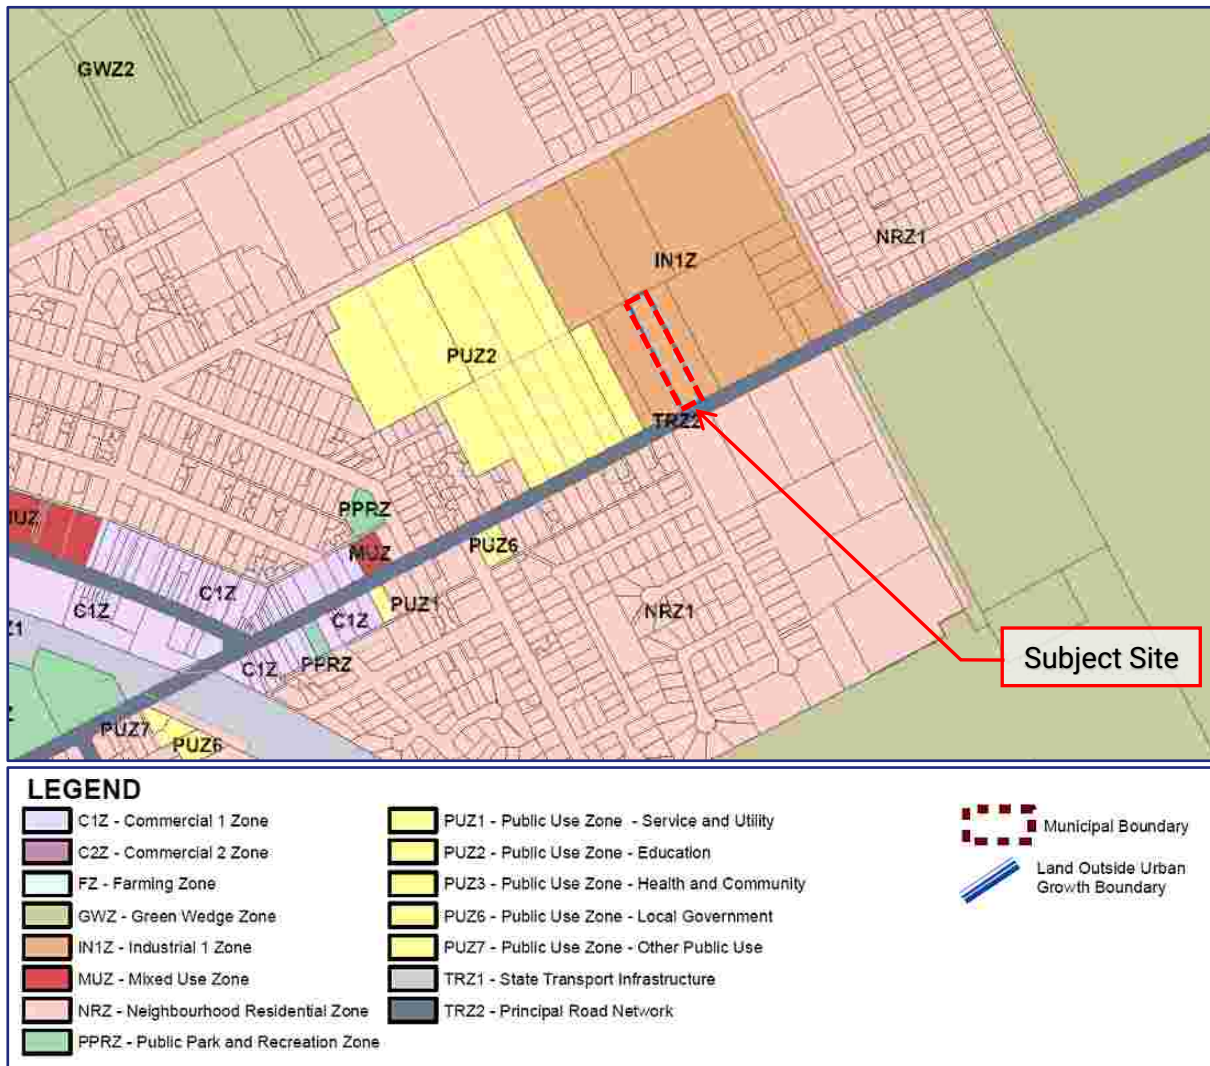 GWZ2
NRZ1
IN1Z
PUZ2
TRZ2
PPRZ
MUZ
PUZ6
C1Z
PUZ1
C1Z
C1Z
NRZ1
C1Z
PPRZ
Subject Site
PUZ7
PUZ6
LEGEND
C1Z - Commercial 1 Zone
C2Z - Commercial 2 Zone
FZ - Farming Zone
GWZ - Green Wedge Zone
IN1Z - Industrial 1 Zone
MUZ - Mixed Use Zone
NRZ - Neighbourhood Residential Zone
PPRZ - Public Park and Recreation Zone
PUZ1 - Public Use Zone - Service and Utility
PUZ2 - Public Use Zone - Education
PUZ3 - Public Use Zone - Health and Community
PUZ6 - Public Use Zone - Local Government
PUZ7 - Public Use Zone - Other Public Use
TRZ1 - State Transport Infrastructure
TRZ2 - Principal Road Network
Municipal Boundary
Land Outside Urban
Growth Boundary